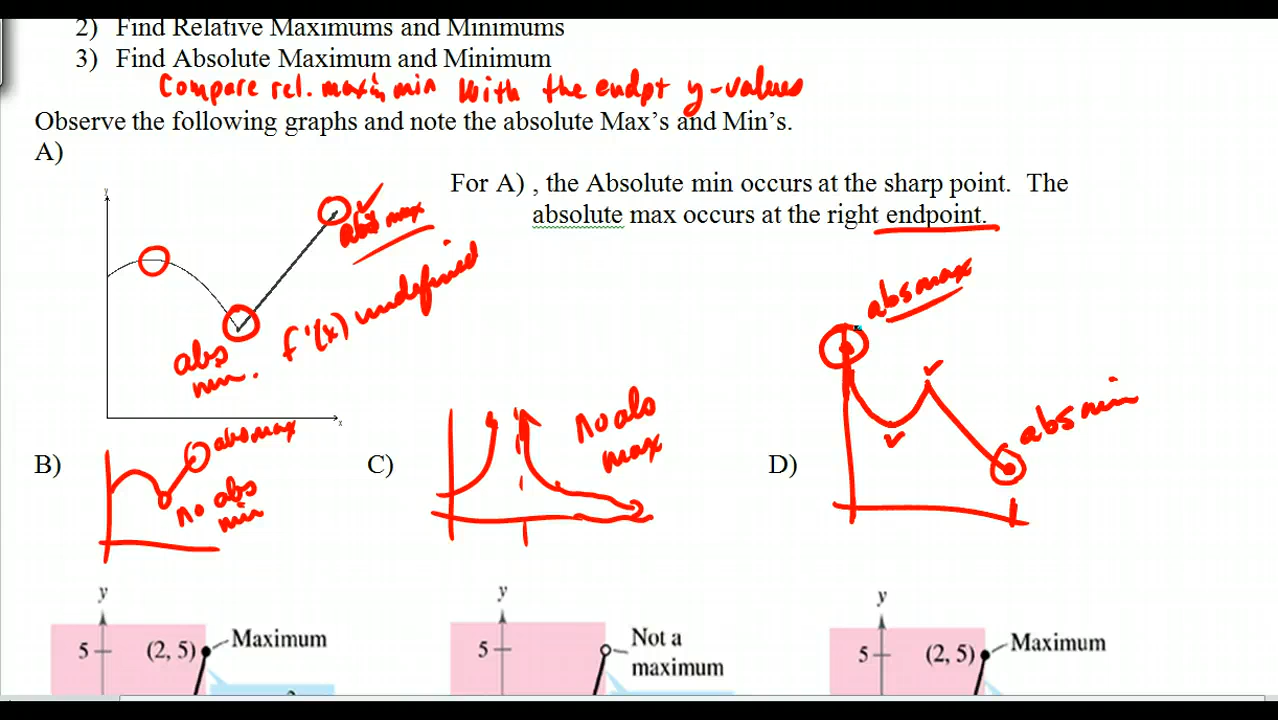 2) Find Relative Maximums and Minimums
3) Find Absolute Maximum and Minimum
Compare rel. max & min with the endpt y-values
Observe the following graphs and note the absolute Max's and Min's.
A)
For A) , the Absolute min occurs at the sharp point. The
absolute max occurs at the right endpoint.
y
abs max
f'(x) undefined
abs
min.
x
abs max
abs min
B)
abs max
no abs
min
C)
no abs
max
D)
y
5
(2, 5)
Maximum
y
5
Not a
maximum
y
5
(2, 5)
Maximum